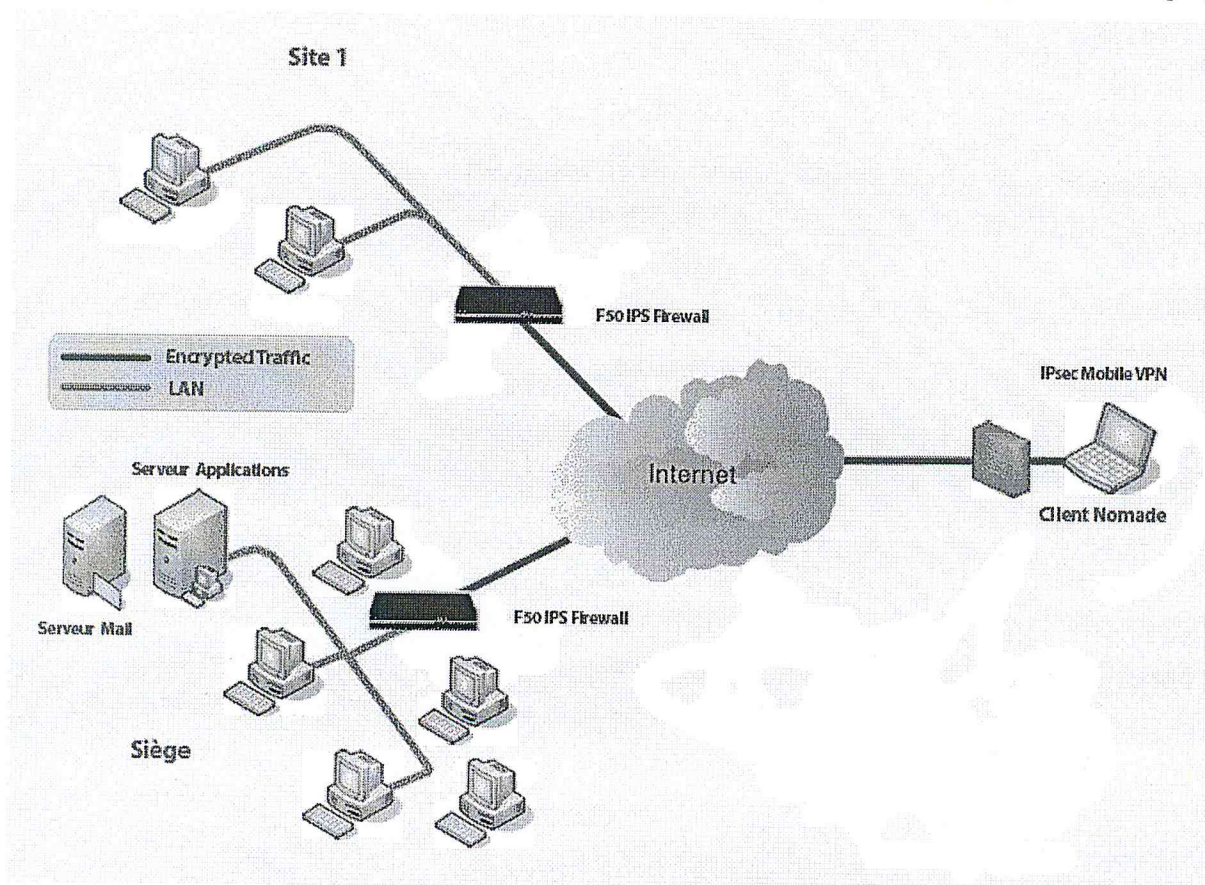 Site 1
F50 IPS Firewall
Encrypted Traffic
LAN
IPsec Mobile VPN
Internet
Client Nomade
Serveur Applications
Serveur Mail
F50 IPS Firewall
Siège